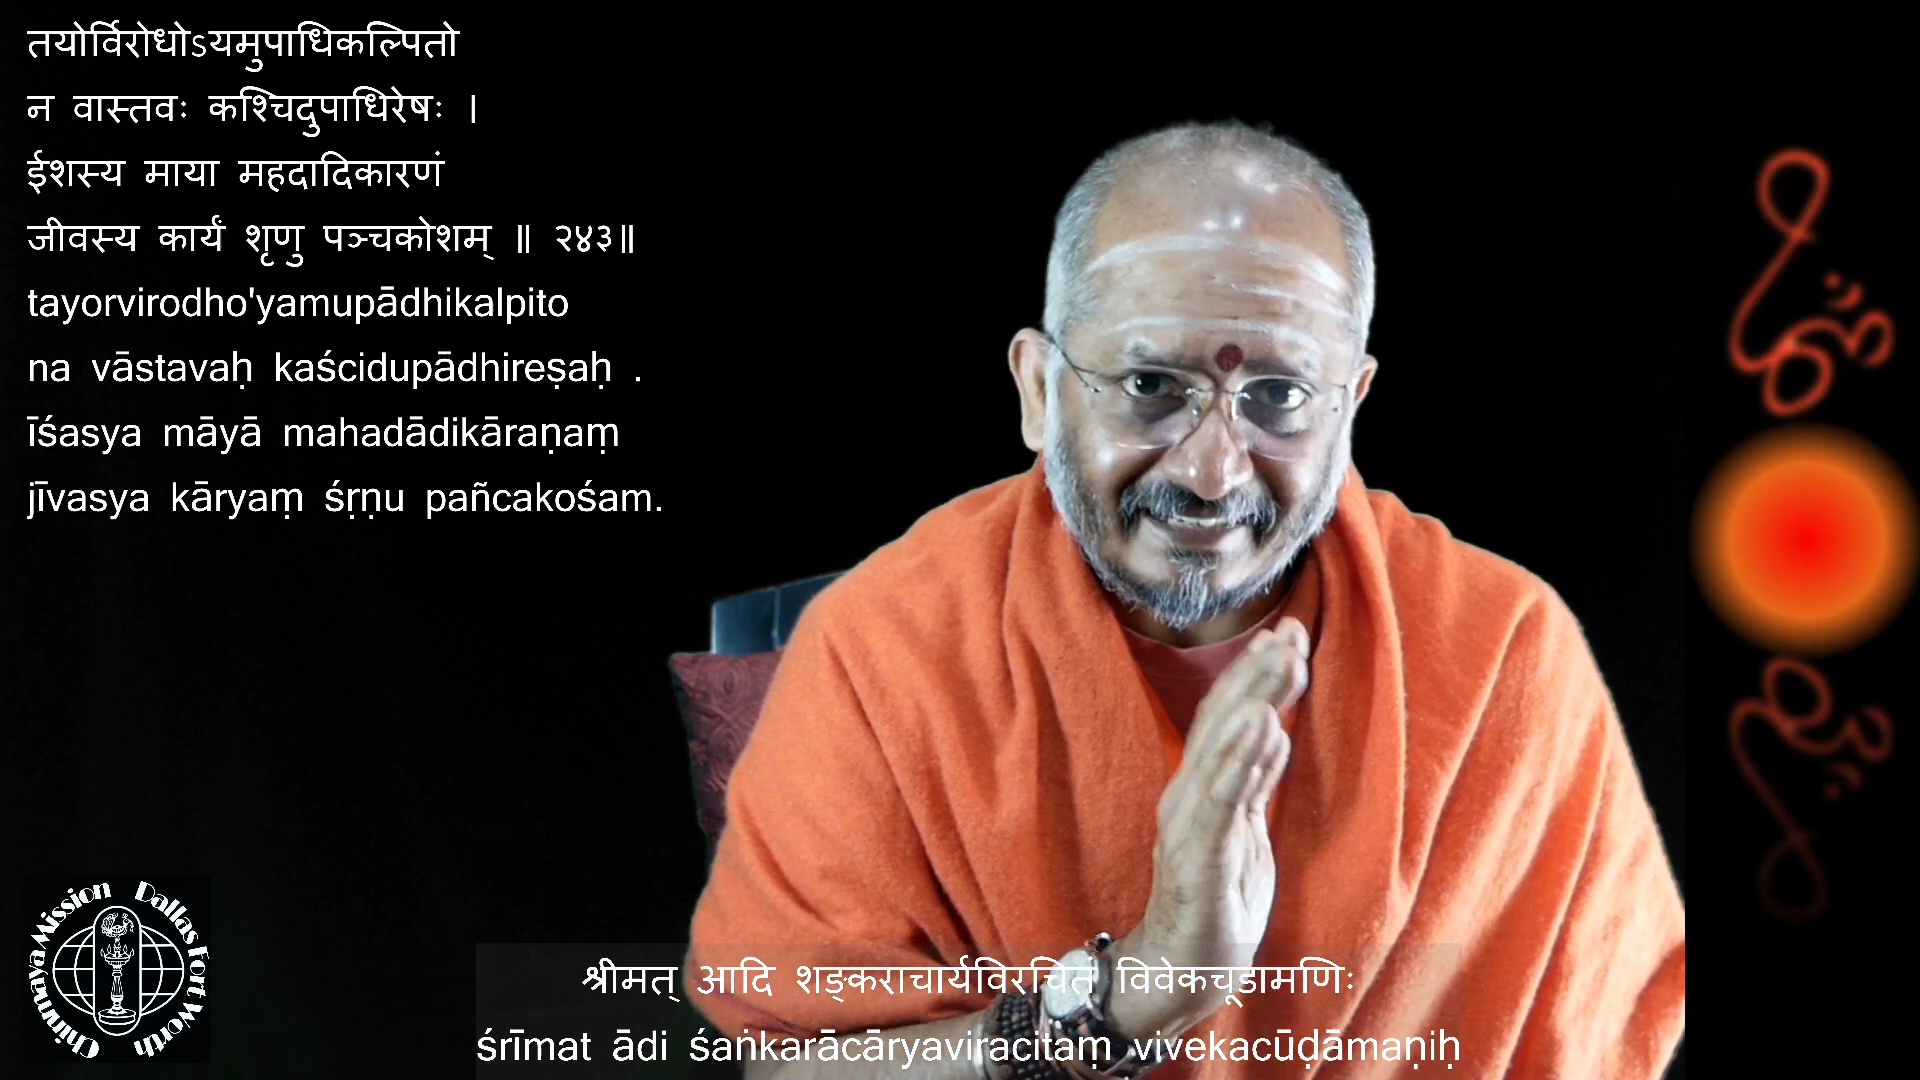 तयोर्विरोधोऽयमुपाधिकल्पितो
न वास्तवः कश्चिदुपाधिरेषः ।
ईशस्य माया महदादिकारणं
जीवस्य कार्यं शृणु पञ्चकोशम् ॥ २४३॥
tayorvirodho'yamupādhikalpito
na vāstavaḥ kaścidupādhireṣaḥ .
īśasya māyā mahadādikāraṇaṃ
jīvasya kāryaṃ śṛṇu pañcakośam.
ॐ
Chinmaya Mission Dallas Fort Worth
श्रीमत् आदि शङ्कराचार्यविरचितं विवेकचूडामणिः
śrīmat ādi śaṅkarācāryaviracitaṃ vivekacūḍāmaṇiḥ